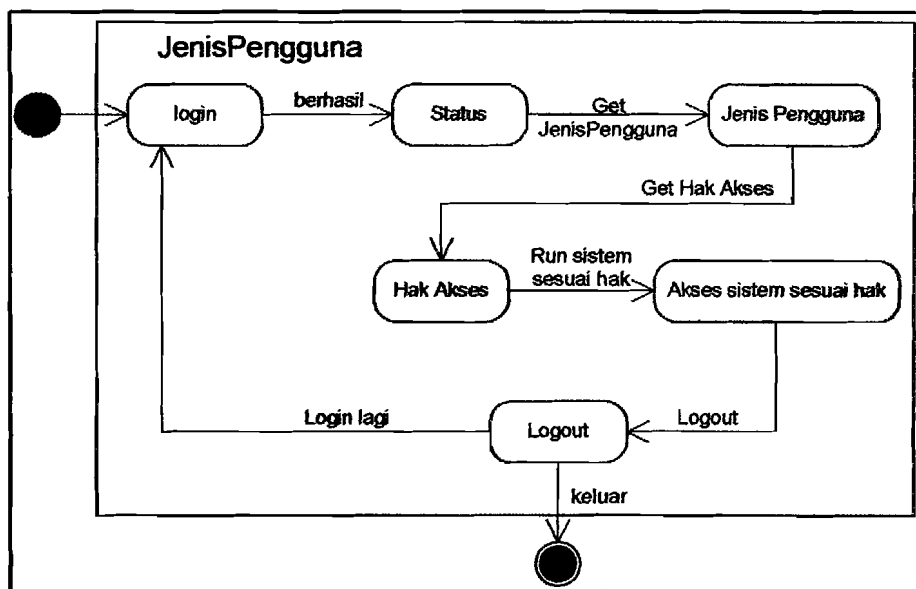 JenisPengguna
login
berhasil
Status
Get
JenisPengguna
Jenis Pengguna
Get Hak Akses
Hak Akses
Run sistem
sesuai hak
Akses sistem sesuai hak
Login lagi
Logout
Logout
keluar